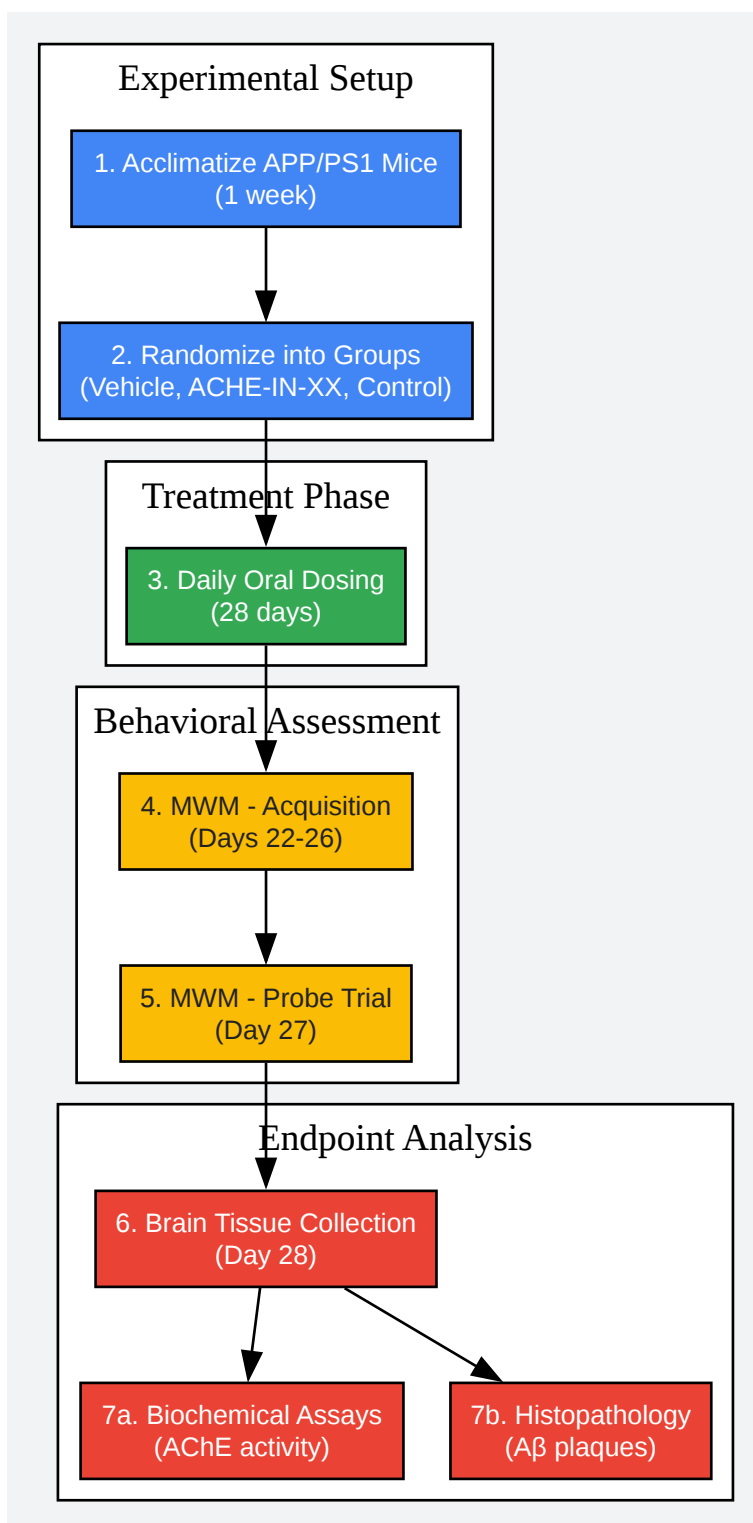 Experimental Setup
1. Acclimatize APP/PS1 Mice
(1 week)
2. Randomize into Groups
(Vehicle, ACHE-IN-XX, Control)
Treatment Phase
3. Daily Oral Dosing
(28 days)
Behavioral Assessment
4. MWM - Acquisition
(Days 22-26)
5. MWM - Probe Trial
(Day 27)
Endpoint Analysis
6. Brain Tissue Collection
(Day 28)
7a. Biochemical Assays
(AChE activity)
7b. Histopathology
(Aβ plaques)